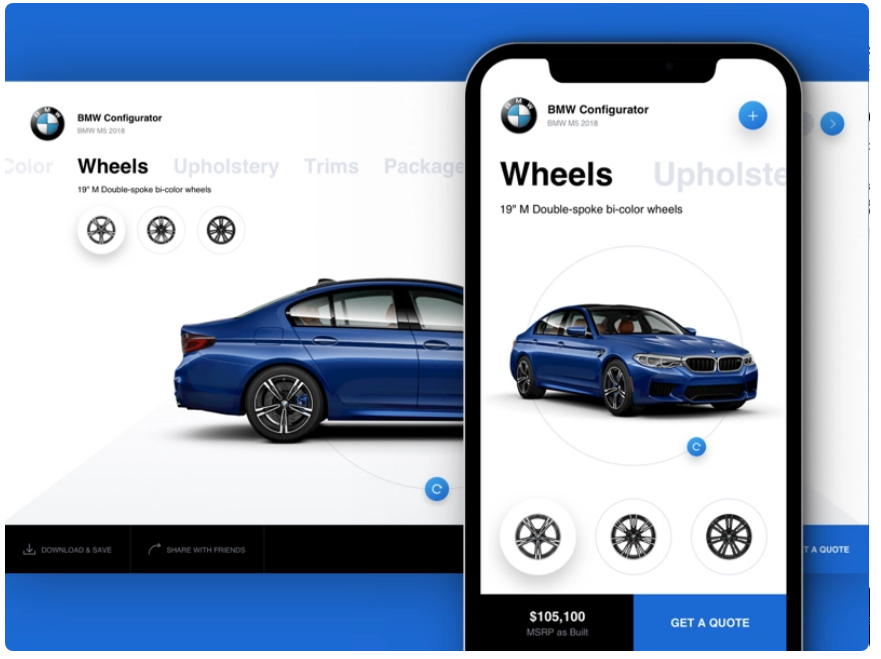 BMW Configurator
BMW M5 2018
Color Wheels Upholstery Trims Package
19" M Double-spoke bi-color wheels
DOWNLOAD & SAVE
SHARE WITH FRIENDS
T A QUOTE
BMW
BMW Configurator
BMW M5 2018
Wheels Upholste
19" M Double-spoke bi-color wheels
$105,100
MSRP as Built
GET A QUOTE